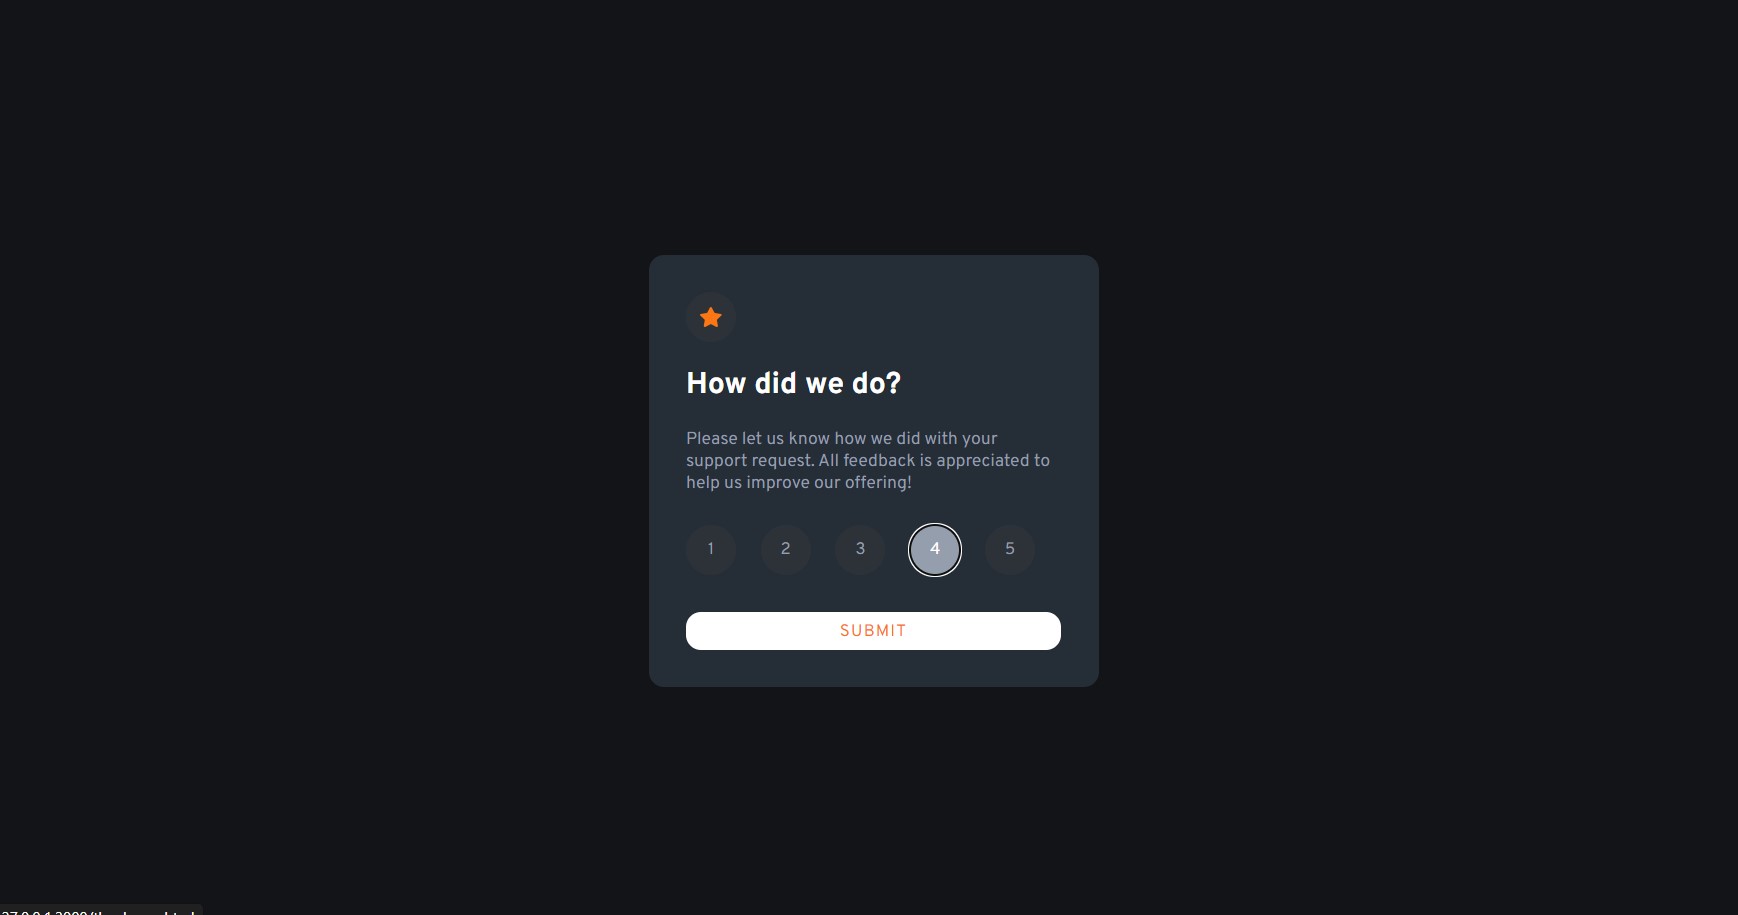 How did we do?
Please let us know how we did with your
support request. All feedback is appreciated to
help us improve our offering!
1 2 3 4 5
SUBMIT